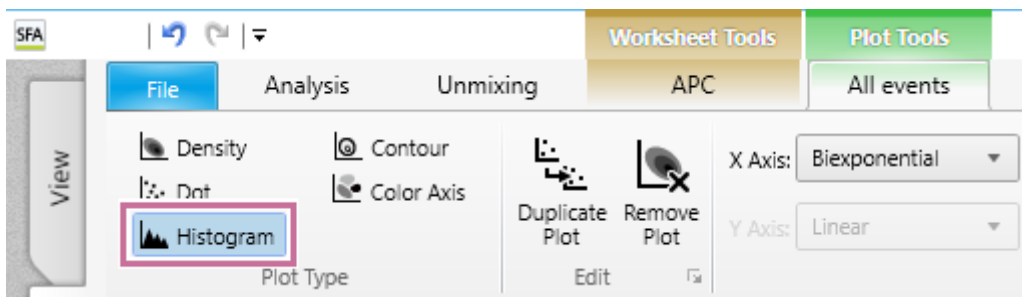 SFA
Worksheet Tools Plot Tools
File Analysis Unmixing APC All events
View
Density Contour
Dot Color Axis
Histogram
Plot Type
Duplicate Plot
Remove Plot
Edit
X Axis: Biexponential
Y Axis: Linear